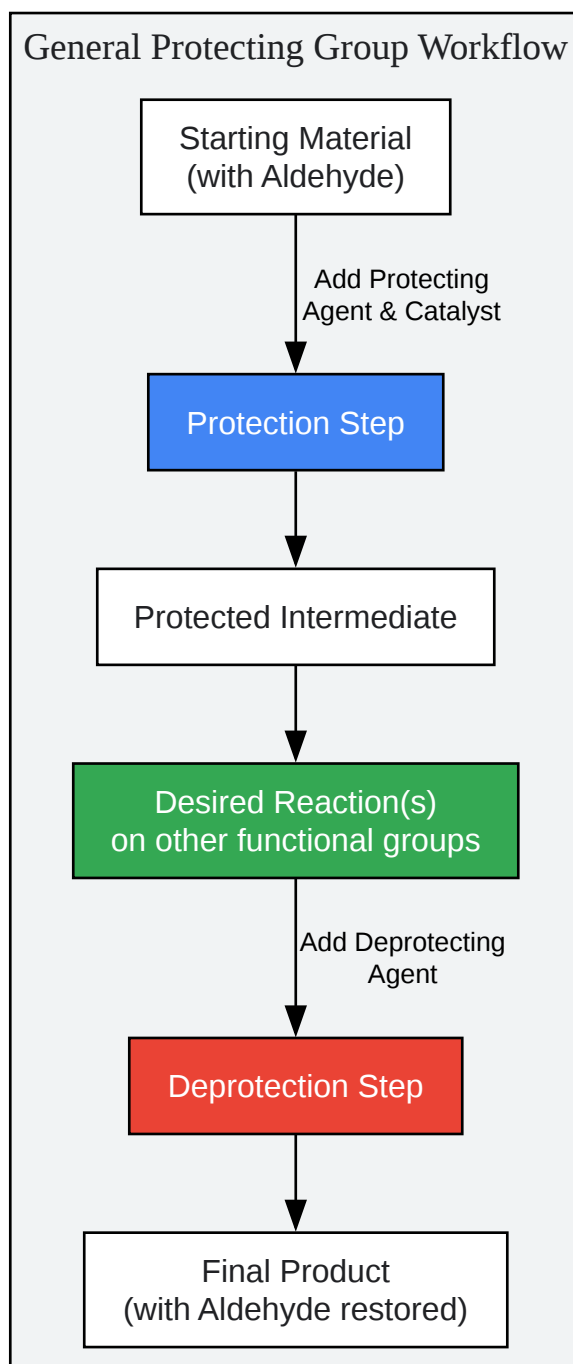 General Protecting Group Workflow
Starting Material
(with Aldehyde)
Add Protecting
Agent & Catalyst
Protection Step
Protected Intermediate
Desired Reaction(s)
on other functional groups
Add Deprotecting
Agent
Deprotection Step
Final Product
(with Aldehyde restored)